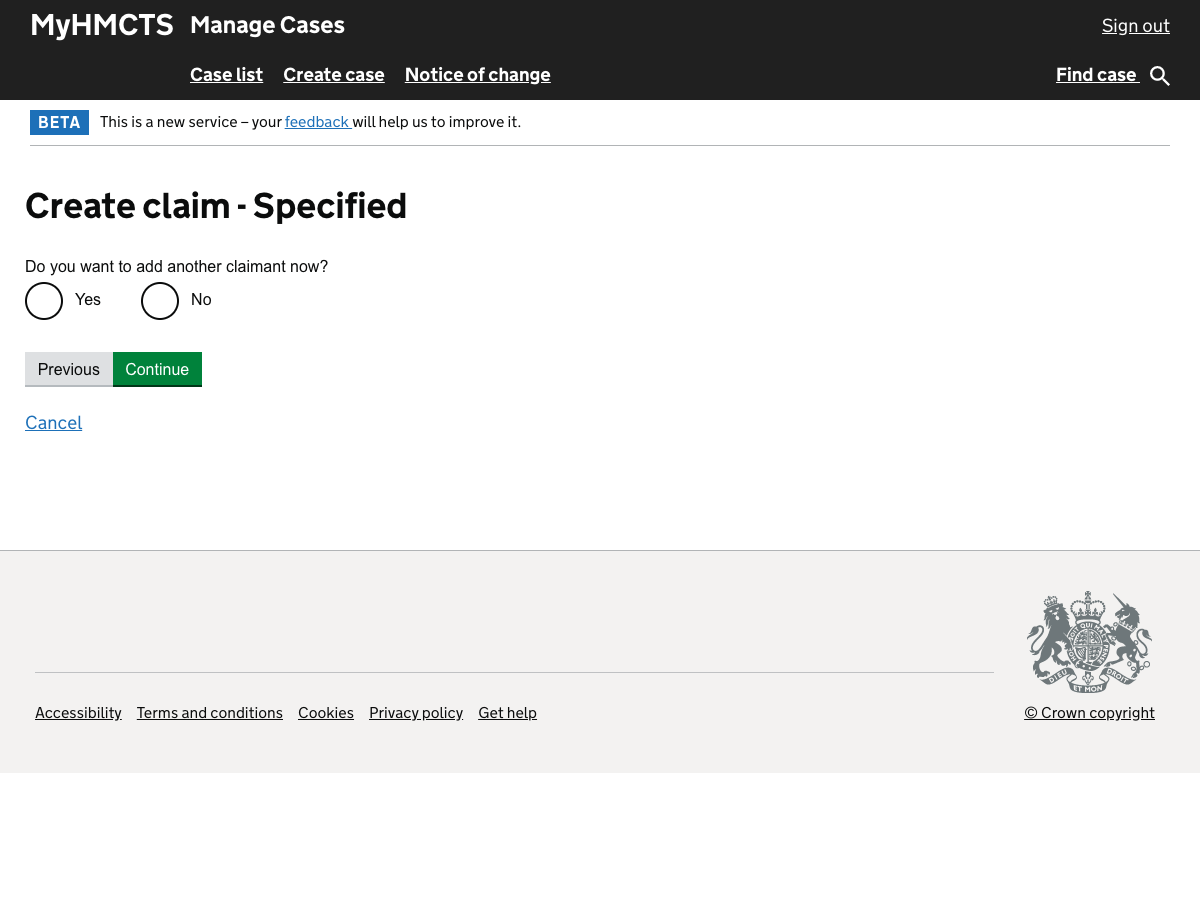 MyHMCTS Manage Cases Sign out
Case list Create case Notice of change Find case
BETA This is a new service – your feedback will help us to improve it.
Create claim - Specified
Do you want to add another claimant now?
Yes No
Previous Continue
Cancel
DIEU ET MON DROIT
Accessibility Terms and conditions Cookies Privacy policy Get help © Crown copyright